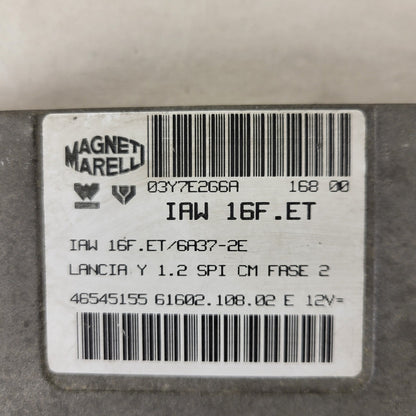 MAGNETI
MARELLI
03Y7E2G6A 168 00
IAW 16F.ET
IAW 16F.ET/6A37-2E
LANCIA Y 1.2 SPI CM FASE 2
46545155 61602.108.02 E 12V=